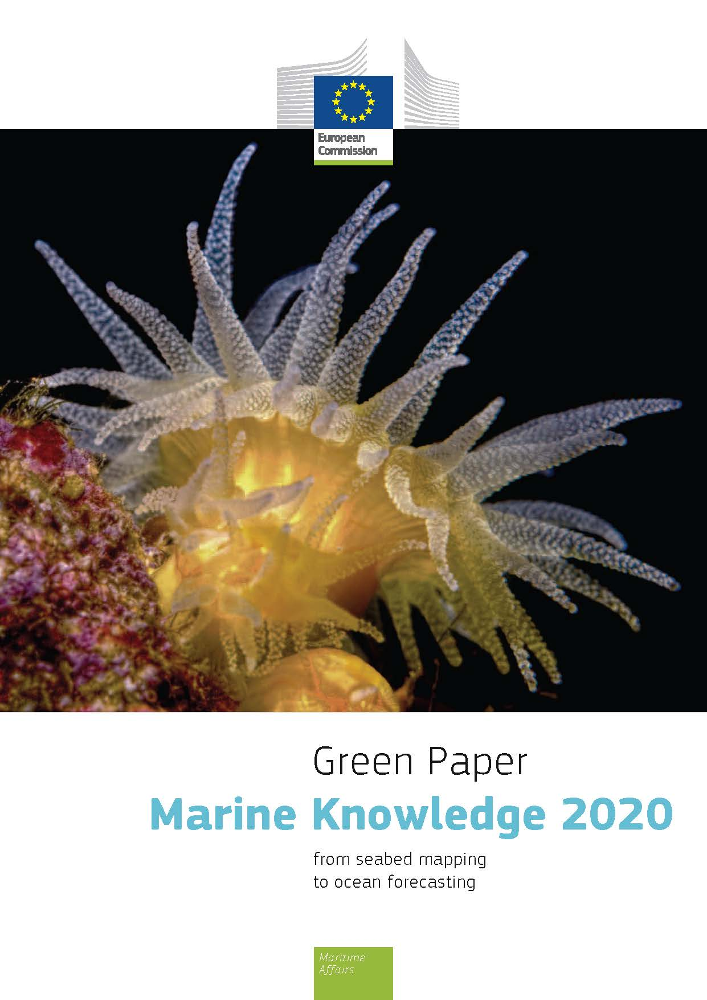 European
Commission
Green Paper
Marine Knowledge 2020
from seabed mapping
to ocean forecasting
Maritime
Affairs